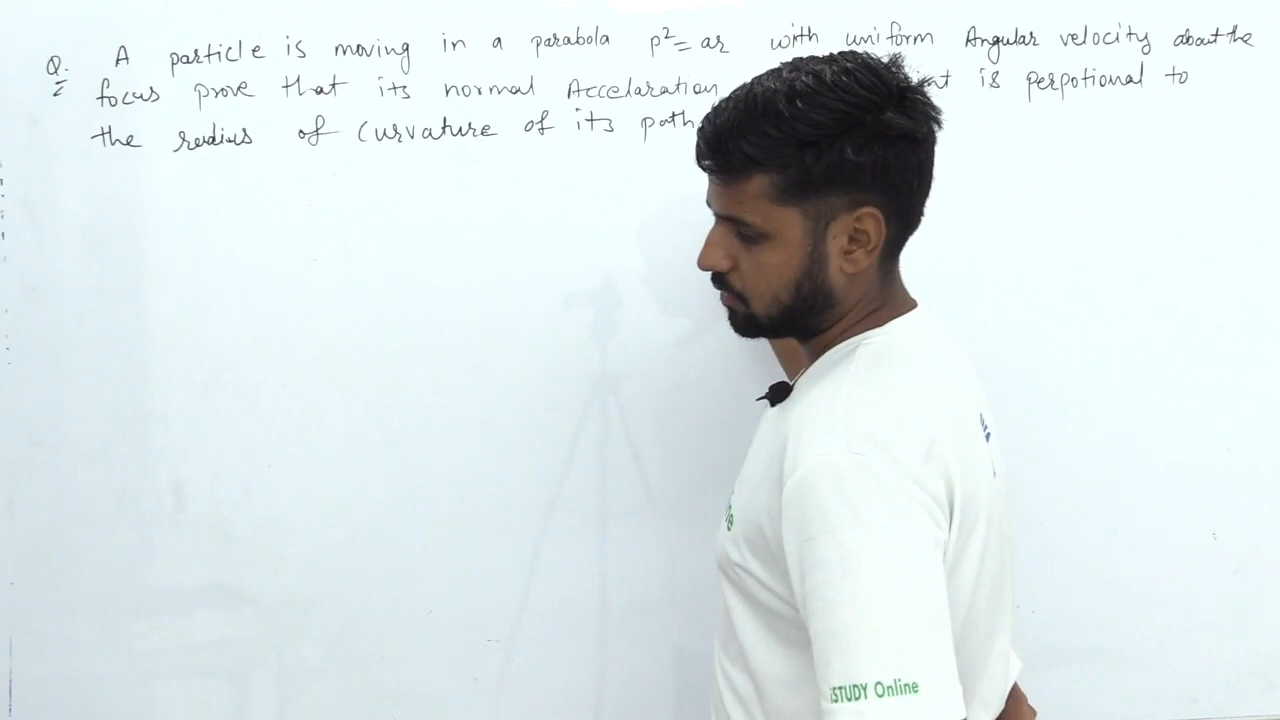 Q. A particle is moving in a parabola p² = ar with uniform Angular velocity about the
focus prove that its normal Accelaration is perpotional to
the radius of curvature of its path
iSTUDY Online